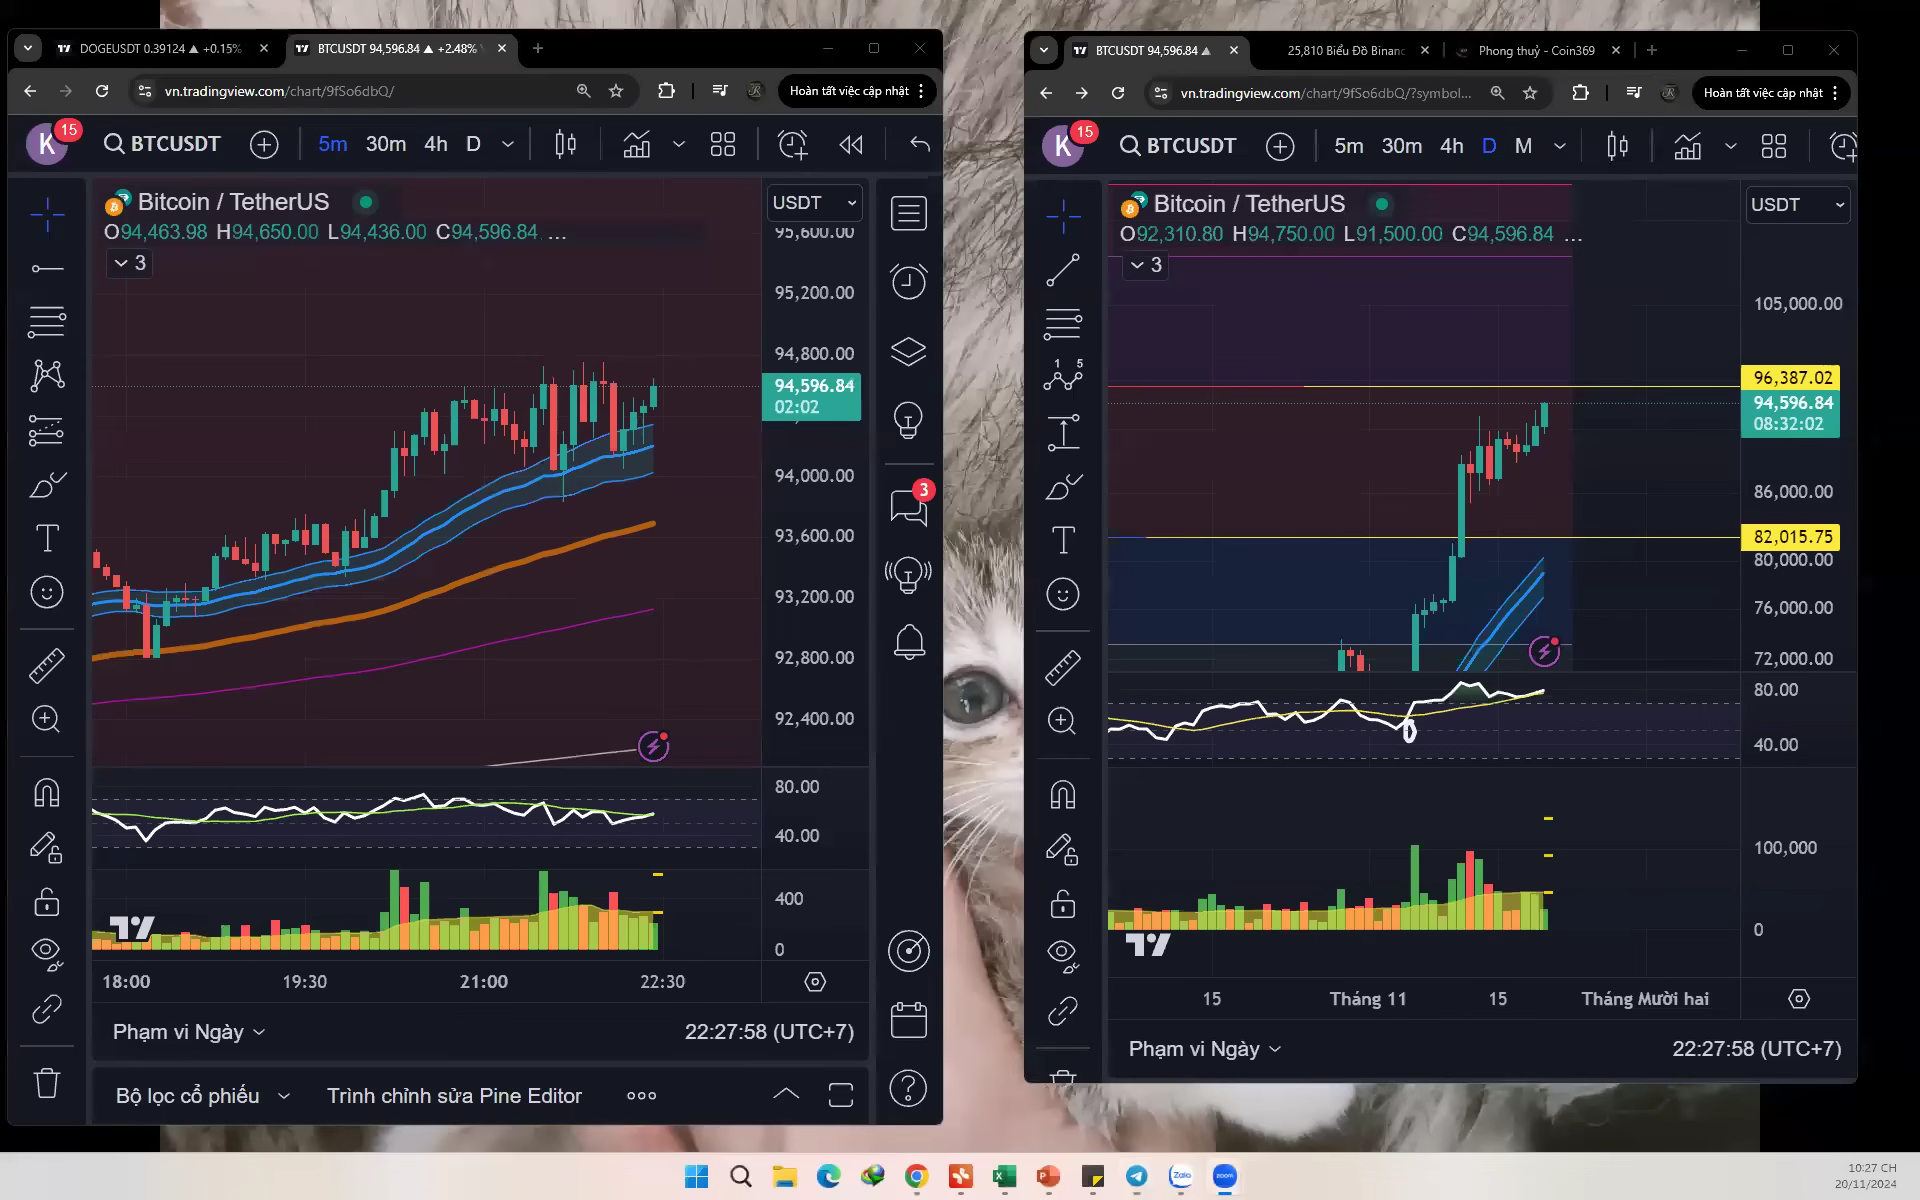 DOGEUSDT 0.39124 ▲ +0.15%
BTCUSDT 94,596.84 ▲ +2.48%
vn.tradingview.com/chart/9fSo6dbQ/
Hoàn tất việc cập nhật
K 15
BTCUSDT
5m 30m 4h D
Bitcoin / TetherUS
O94,463.98 H94,650.00 L94,436.00 C94,596.84 ...
3
USDT
95,600.00
95,200.00
94,800.00
94,596.84
02:02
94,000.00
93,600.00
93,200.00
92,800.00
92,400.00
80.00
40.00
400
0
3
18:00 19:30 21:00 22:30
Phạm vi Ngày
22:27:58 (UTC+7)
Bộ lọc cổ phiếu
Trình chỉnh sửa Pine Editor
BTCUSDT 94,596.84 ▲
25,810 Biểu Đồ Binanc
Phong thuỷ - Coin369
vn.tradingview.com/chart/9fSo6dbQ/?symbol...
Hoàn tất việc cập nhật
K 15
BTCUSDT
5m 30m 4h D M
Bitcoin / TetherUS
O92,310.80 H94,750.00 L91,500.00 C94,596.84 ...
3
USDT
1 5
105,000.00
96,387.02
94,596.84
08:32:02
86,000.00
82,015.75
80,000.00
76,000.00
72,000.00
80.00
40.00
100,000
0
15 Tháng 11 15 Tháng Mười hai
Phạm vi Ngày
22:27:58 (UTC+7)
Zalo
zoom
10:27 CH
20/11/2024